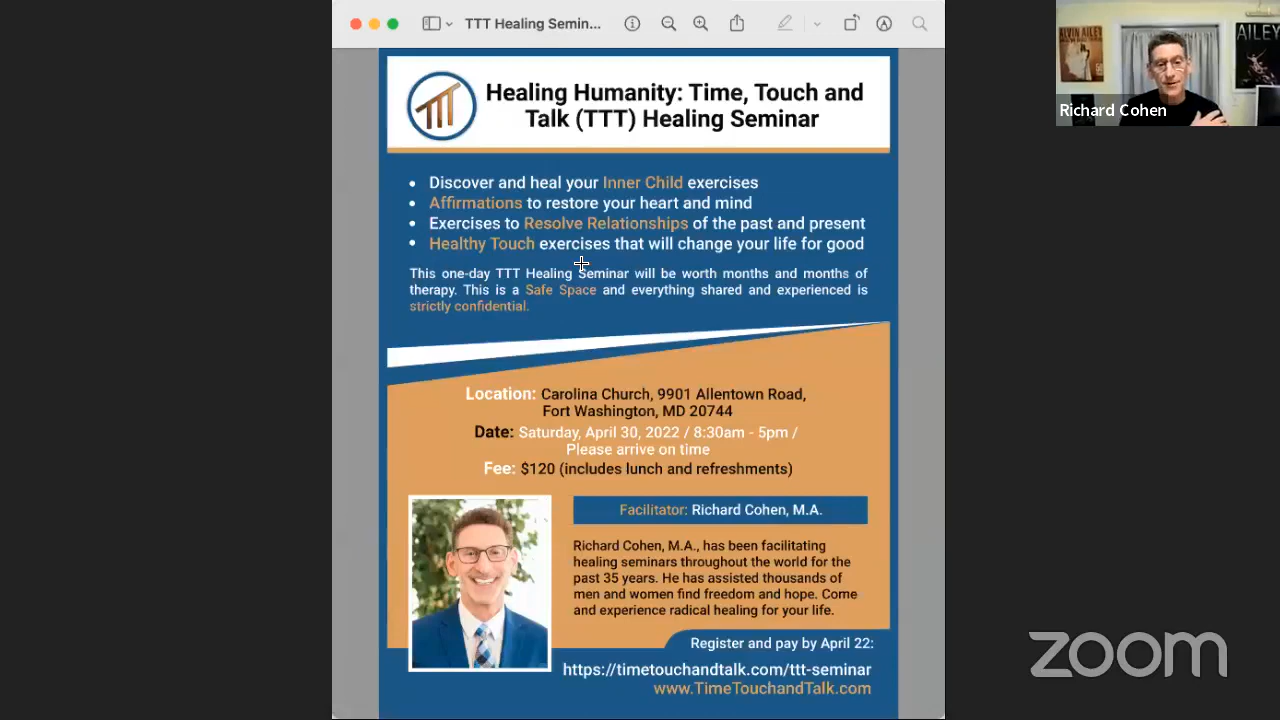 TTT Healing Semin...
ALVIN AILEY
AILEY
Richard Cohen
Healing Humanity: Time, Touch and
Talk (TTT) Healing Seminar
• Discover and heal your Inner Child exercises
• Affirmations to restore your heart and mind
• Exercises to Resolve Relationships of the past and present
• Healthy Touch exercises that will change your life for good
This one-day TTT Healing Seminar will be worth months and months of
therapy. This is a Safe Space and everything shared and experienced is
strictly confidential.
Location: Carolina Church, 9901 Allentown Road,
Fort Washington, MD 20744
Date: Saturday, April 30, 2022 / 8:30am - 5pm /
Please arrive on time
Fee: $120 (includes lunch and refreshments)
Facilitator: Richard Cohen, M.A.
Richard Cohen, M.A., has been facilitating
healing seminars throughout the world for the
past 35 years. He has assisted thousands of
men and women find freedom and hope. Come
and experience radical healing for your life.
Register and pay by April 22:
https://timetouchandtalk.com/ttt-seminar
www.TimeTouchandTalk.com
zoom